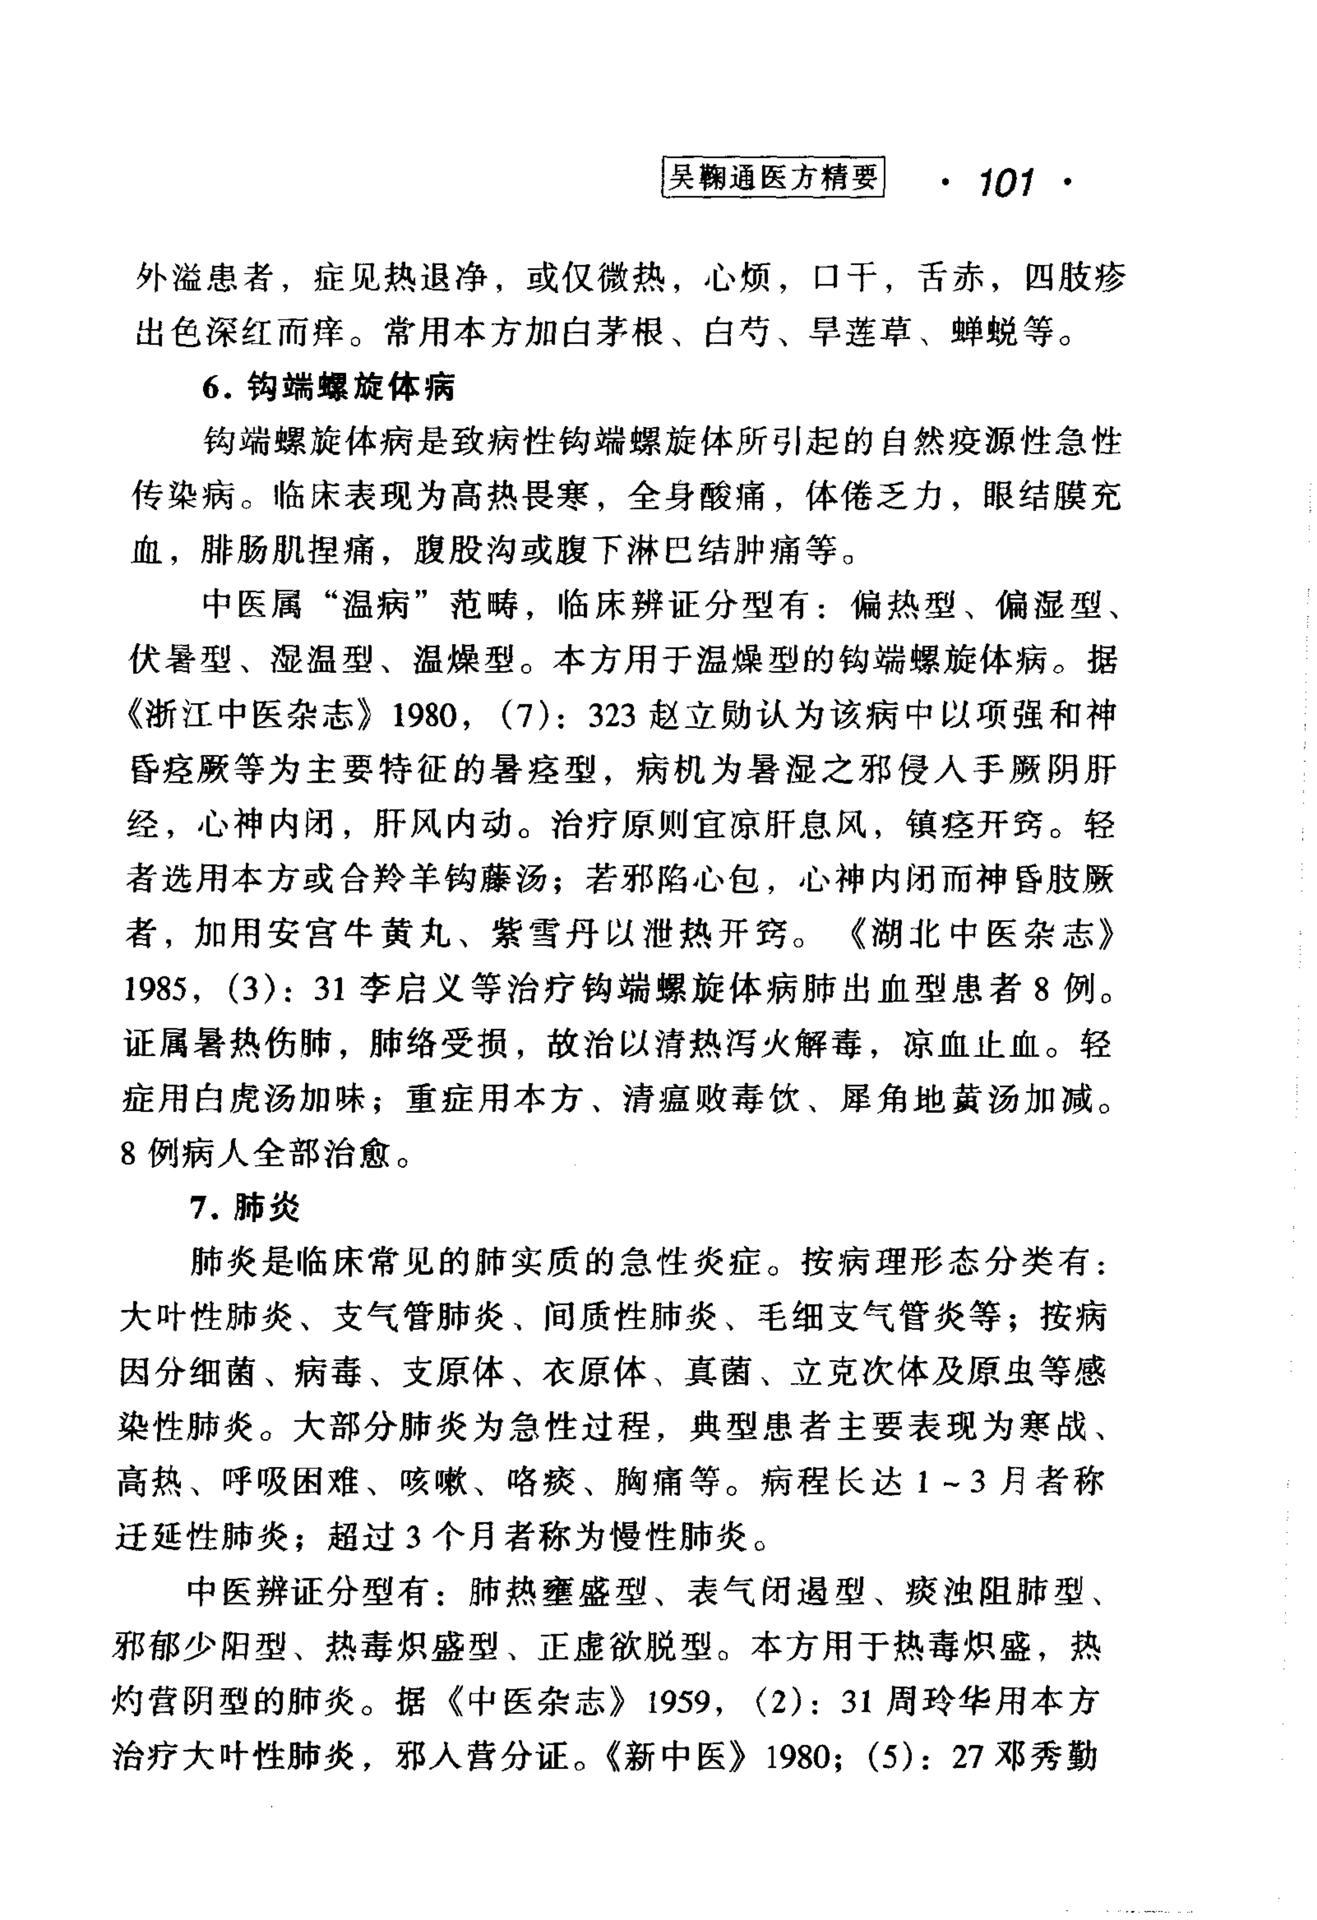 吴鞠通医方精要 · 101 ·
外溢患者，症见热退净，或仅微热，心烦，口干，舌赤，四肢疹
出色深红而痒。常用本方加白茅根、白芍、旱莲草、蝉蜕等。
6. 钩端螺旋体病
钩端螺旋体病是致病性钩端螺旋体所引起的自然疫源性急性
传染病。临床表现为高热畏寒，全身酸痛，体倦乏力，眼结膜充
血，腓肠肌捏痛，腹股沟或腹下淋巴结肿痛等。
中医属“温病”范畴，临床辨证分型有：偏热型、偏湿型、
伏暑型、湿温型、温燥型。本方用于温燥型的钩端螺旋体病。据
《浙江中医杂志》1980，（7）：323 赵立勋认为该病中以项强和神
昏痉厥等为主要特征的暑痉型，病机为暑湿之邪侵入手厥阴肝
经，心神内闭，肝风内动。治疗原则宜凉肝息风，镇痉开窍。轻
者选用本方或合羚羊钩藤汤；若邪陷心包，心神内闭而神昏肢厥
者，加用安宫牛黄丸、紫雪丹以泄热开窍。《湖北中医杂志》
1985，（3）：31 李启义等治疗钩端螺旋体病肺出血型患者 8 例。
证属暑热伤肺，肺络受损，故治以清热泻火解毒，凉血止血。轻
症用白虎汤加味；重症用本方、清瘟败毒饮、犀角地黄汤加减。
8 例病人全部治愈。
7. 肺炎
肺炎是临床常见的肺实质的急性炎症。按病理形态分类有：
大叶性肺炎、支气管肺炎、间质性肺炎、毛细支气管炎等；按病
因分细菌、病毒、支原体、衣原体、真菌、立克次体及原虫等感
染性肺炎。大部分肺炎为急性过程，典型患者主要表现为寒战、
高热、呼吸困难、咳嗽、咯痰、胸痛等。病程长达 1～3 月者称
迁延性肺炎；超过 3 个月者称为慢性肺炎。
中医辨证分型有：肺热壅盛型、表气闭遏型、痰浊阻肺型、
邪郁少阳型、热毒炽盛型、正虚欲脱型。本方用于热毒炽盛，热
灼营阴型的肺炎。据《中医杂志》1959，（2）：31 周玲华用本方
治疗大叶性肺炎，邪入营分证。《新中医》1980；（5）：27 邓秀勤